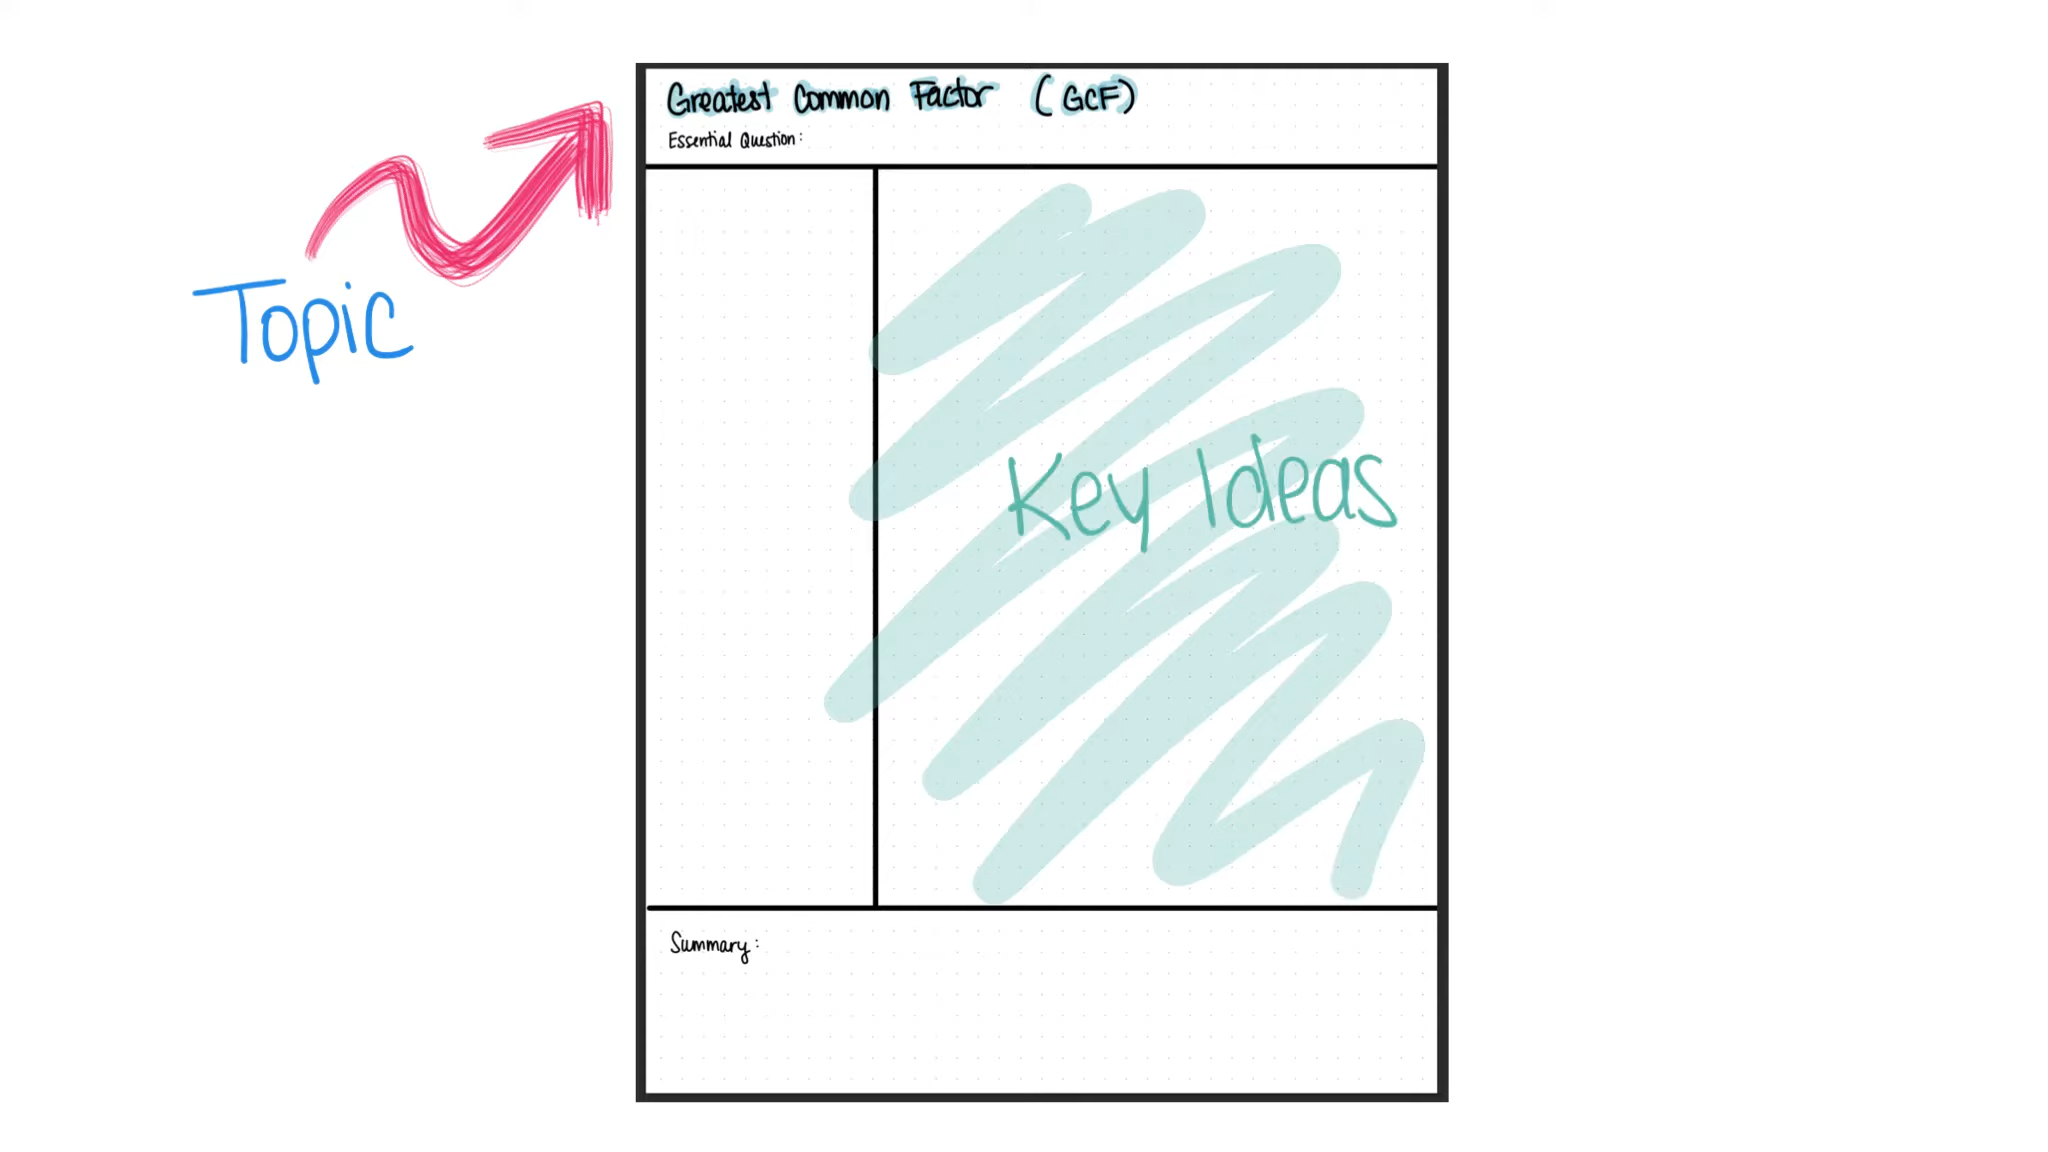 Greatest Common Factor (GCF)
Essential Question:
Topic
Key Ideas
Summary: